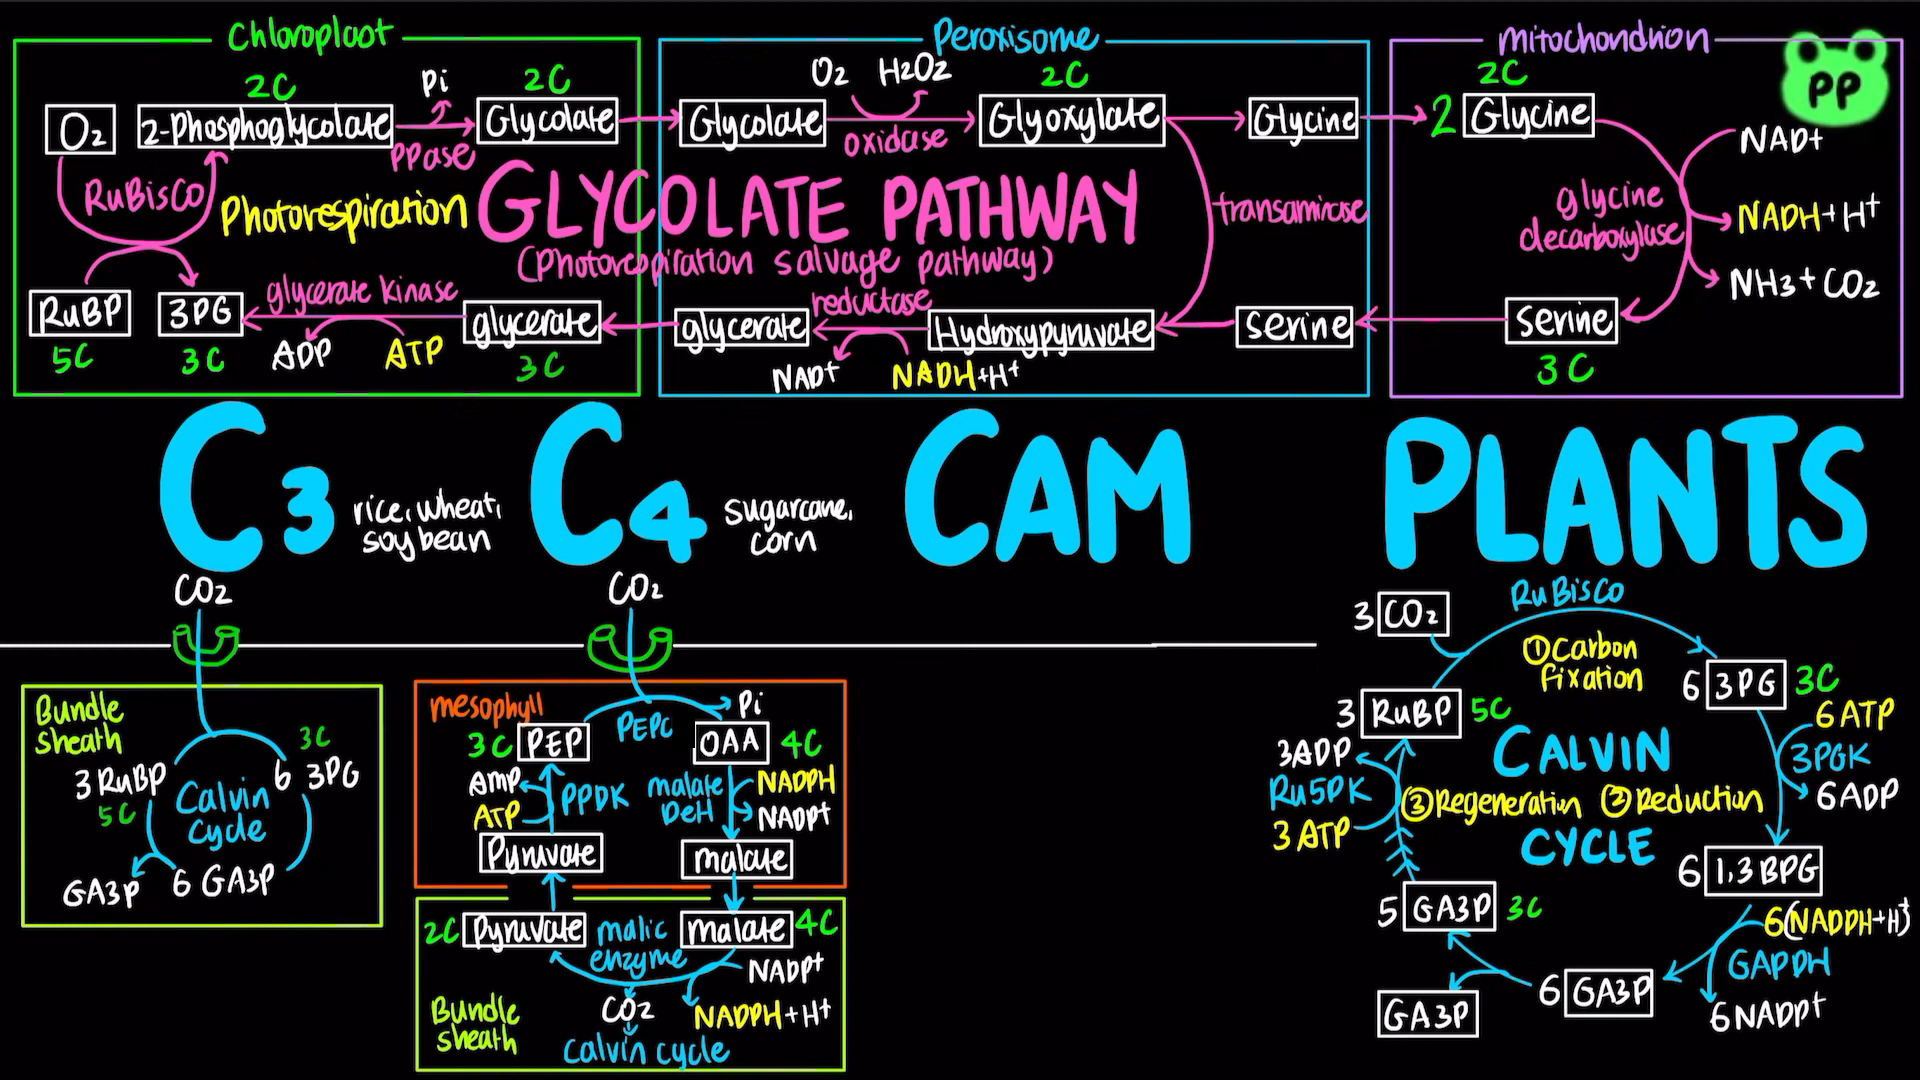 Chloroplast
2C
Pi
2C
O2
2-Phosphoglycolate
Glycolate
PPase
RuBisCo
Photorespiration
RuBP
3PG
glycerate kinase
glycerate
5C
3C
ADP
ATP
3C
Peroxisome
O2
H2O2
2C
Glycolate
oxidase
Glyoxylate
Glycine
GLYCOLATE PATHWAY
(Photorespiration salvage pathway)
transaminase
reductase
glycerate
Hydroxypyruvate
serine
NAD+
NADH+H+
mitochondrion
PP
2C
2 Glycine
NAD+
glycine
decarboxylase
NADH+H+
NH3+CO2
serine
3C
C3
rice, wheat,
soybean
C4
sugarcane,
corn
CAM
PLANTS
CO2
Bundle
sheath
3C
3 RuBP
6 3PG
5C
Calvin
cycle
GA3P
6 GA3P
CO2
mesophyll
Pi
3C
PEP
PEPC
OAA
4C
AMP
ATP
PPDK
malate
DeH
NADPH
NADP+
Pyruvate
malate
2C
Pyruvate
malic
enzyme
malate
4C
NADP+
CO2
NADPH+H+
Bundle
sheath
Calvin cycle
RuBisCo
3 CO2
①Carbon
fixation
6 3PG
3C
3 RuBP
5C
6ATP
3PGK
6ADP
CALVIN
CYCLE
3ADP
Ru5PK
3 ATP
③Regeneration
②Reduction
6 1,3BPG
5 GA3P
3C
6(NADPH+H+)
GAPDH
6NADP+
6 GA3P
GA3P